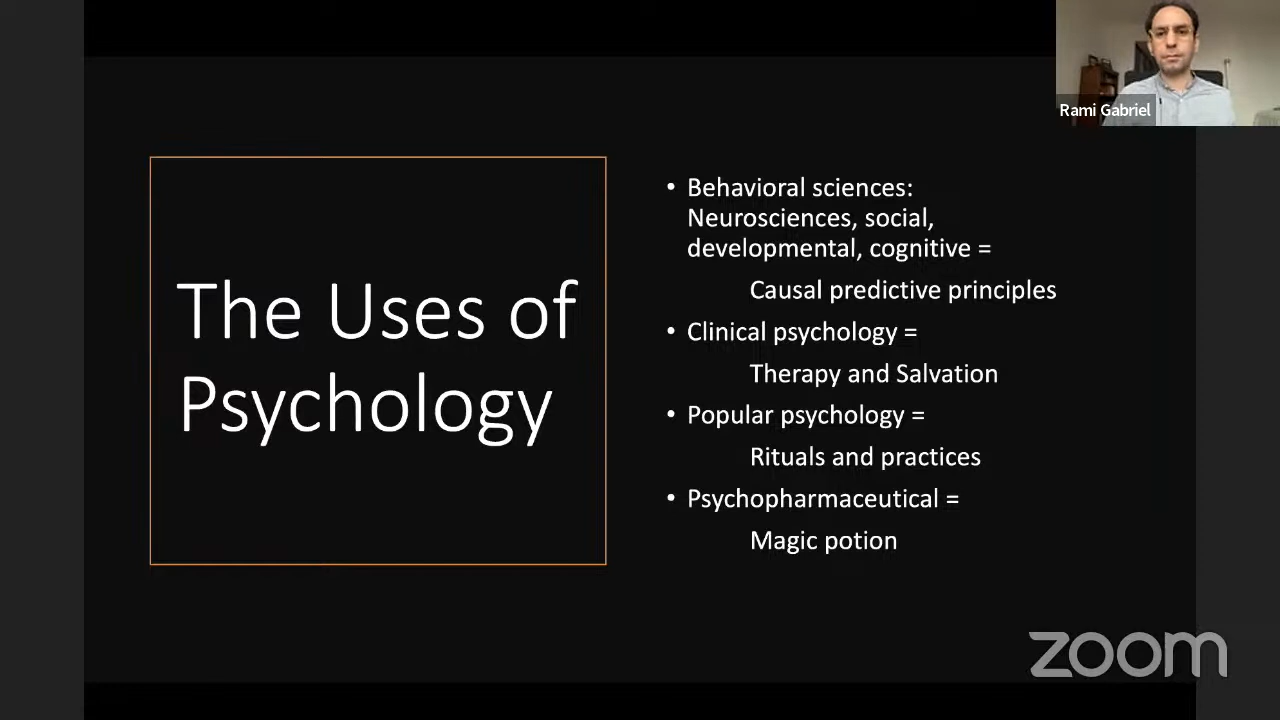 Rami Gabriel
The Uses of
Psychology
• Behavioral sciences:
Neurosciences, social,
developmental, cognitive =
Causal predictive principles
• Clinical psychology =
Therapy and Salvation
• Popular psychology =
Rituals and practices
• Psychopharmaceutical =
Magic potion
zoom